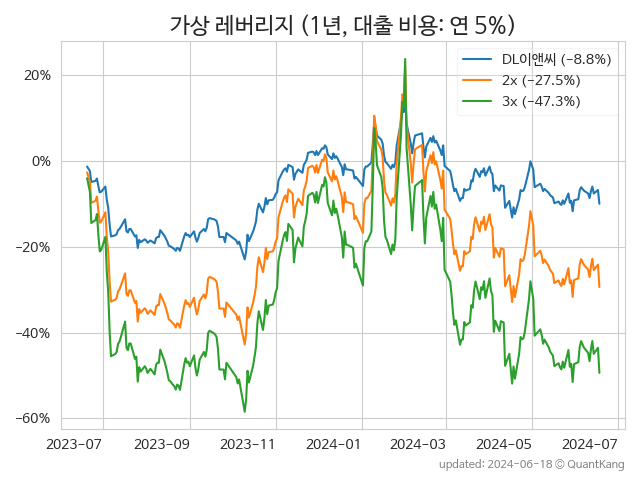 가상 레버리지 (1년, 대출 비용: 연 5%)
DL이앤씨 (−8.8%)
2x (−27.5%)
3x (−47.3%)
20%
0%
−20%
−40%
−60%
2023−07 2023−09 2023−11 2024−01 2024−03 2024−05 2024−07
updated: 2024-06-18 © QuantKang